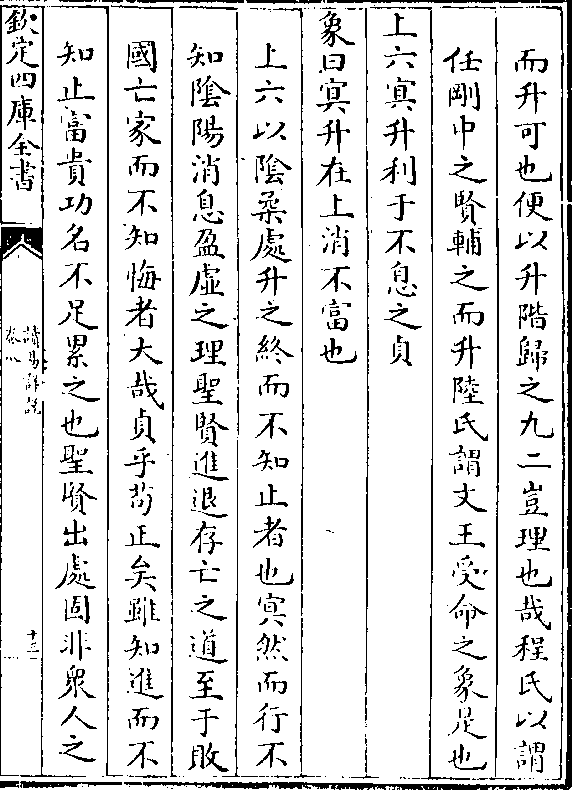 而升可也便以升階歸之九二豈理也哉程氏以謂
任剛中之賢輔之而升陸氏謂文王受命之象是也
上六冥升利于不息之貞
象曰冥升在上消不富也
上六以陰柔處升之終而不知止者也冥然而行不
知陰陽消息盈虛之理聖賢進退存亡之道至于敗
國亡家而不知悔者大哉貞乎苟正矣雖知進而不
知止富貴功名不足累之也聖賢出處固非衆人之
欽定四庫全書
讀易詳說
卷八
十三